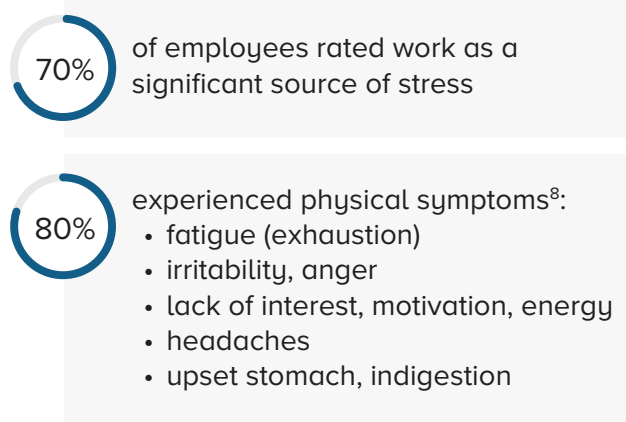 70%
of employees rated work as a
significant source of stress
80%
experienced physical symptoms⁸:
• fatigue (exhaustion)
• irritability, anger
• lack of interest, motivation, energy
• headaches
• upset stomach, indigestion